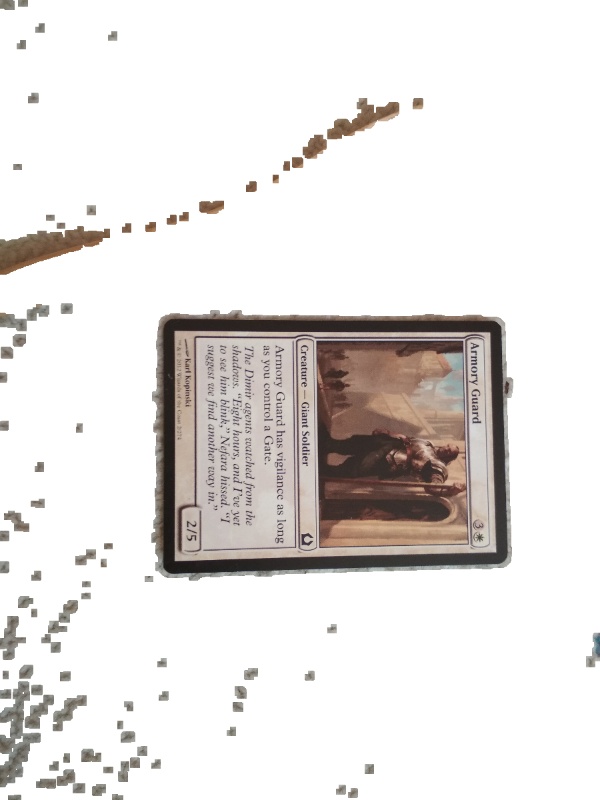 Armory Guard 3
Creature — Giant Soldier
Armory Guard has vigilance as long
as you control a Gate.
The Dimir agents watched from the
shadows. "Eight hours, and I've yet
to see him blink," Nefara hissed. "I
suggest we find another way in."
2/5
Karl Kopinski